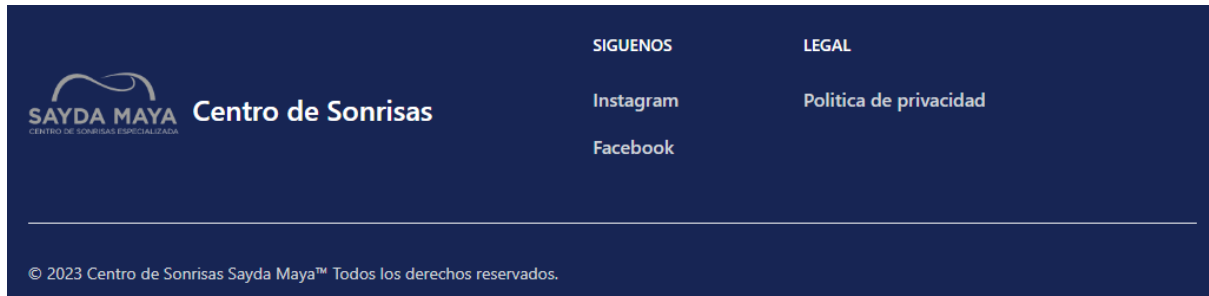 SAYDA MAYA
CENTRO DE SONRISAS ESPECIALIZADA
Centro de Sonrisas
SIGUENOS
Instagram
Facebook
LEGAL
Politica de privacidad
© 2023 Centro de Sonrisas Sayda Maya™ Todos los derechos reservados.